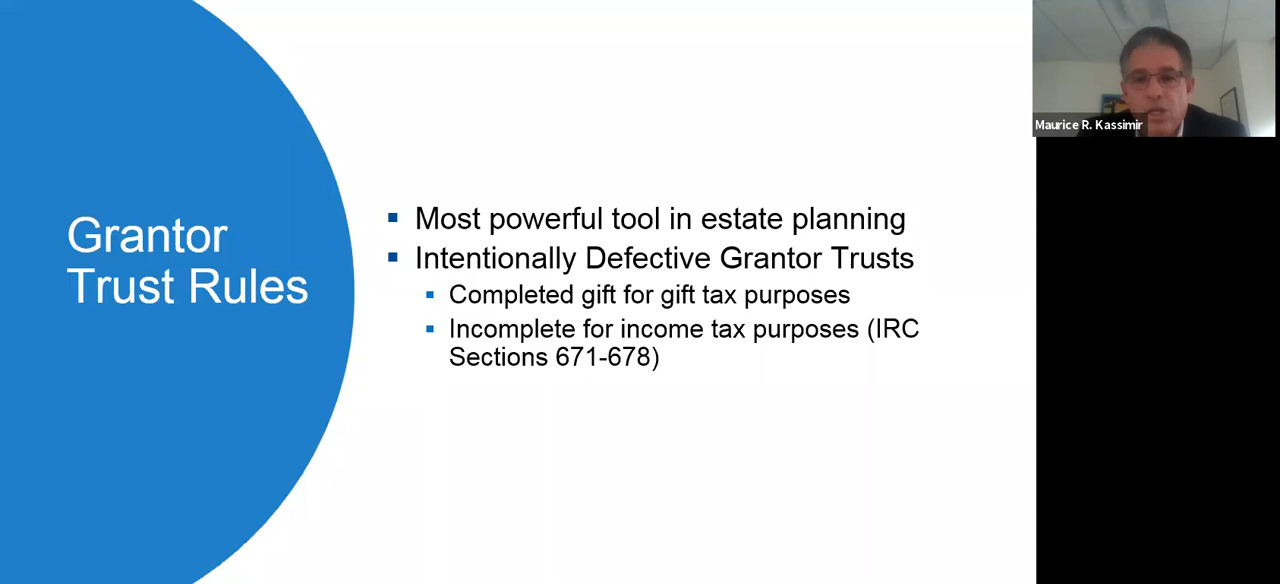 Grantor
Trust Rules
Most powerful tool in estate planning
Intentionally Defective Grantor Trusts
Completed gift for gift tax purposes
Incomplete for income tax purposes (IRC
Sections 671-678)
Maurice R. Kassimir